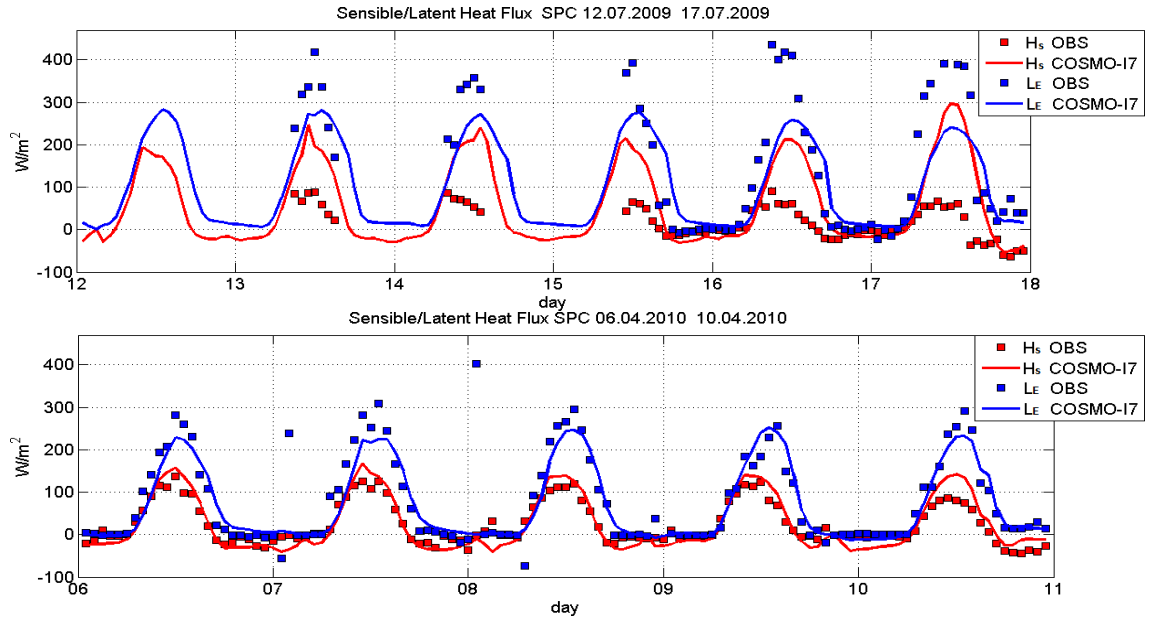 Sensible/Latent Heat Flux SPC 12.07.2009 17.07.2009
400
300
200
100
0
-100
W/m²
12
13
14
15
16
17
18
day
Hs OBS
Hs COSMO-I7
LE OBS
LE COSMO-I7
Sensible/Latent Heat Flux SPC 06.04.2010 10.04.2010
400
300
200
100
0
-100
W/m²
06
07
08
09
10
11
day
Hs OBS
Hs COSMO-I7
LE OBS
LE COSMO-I7